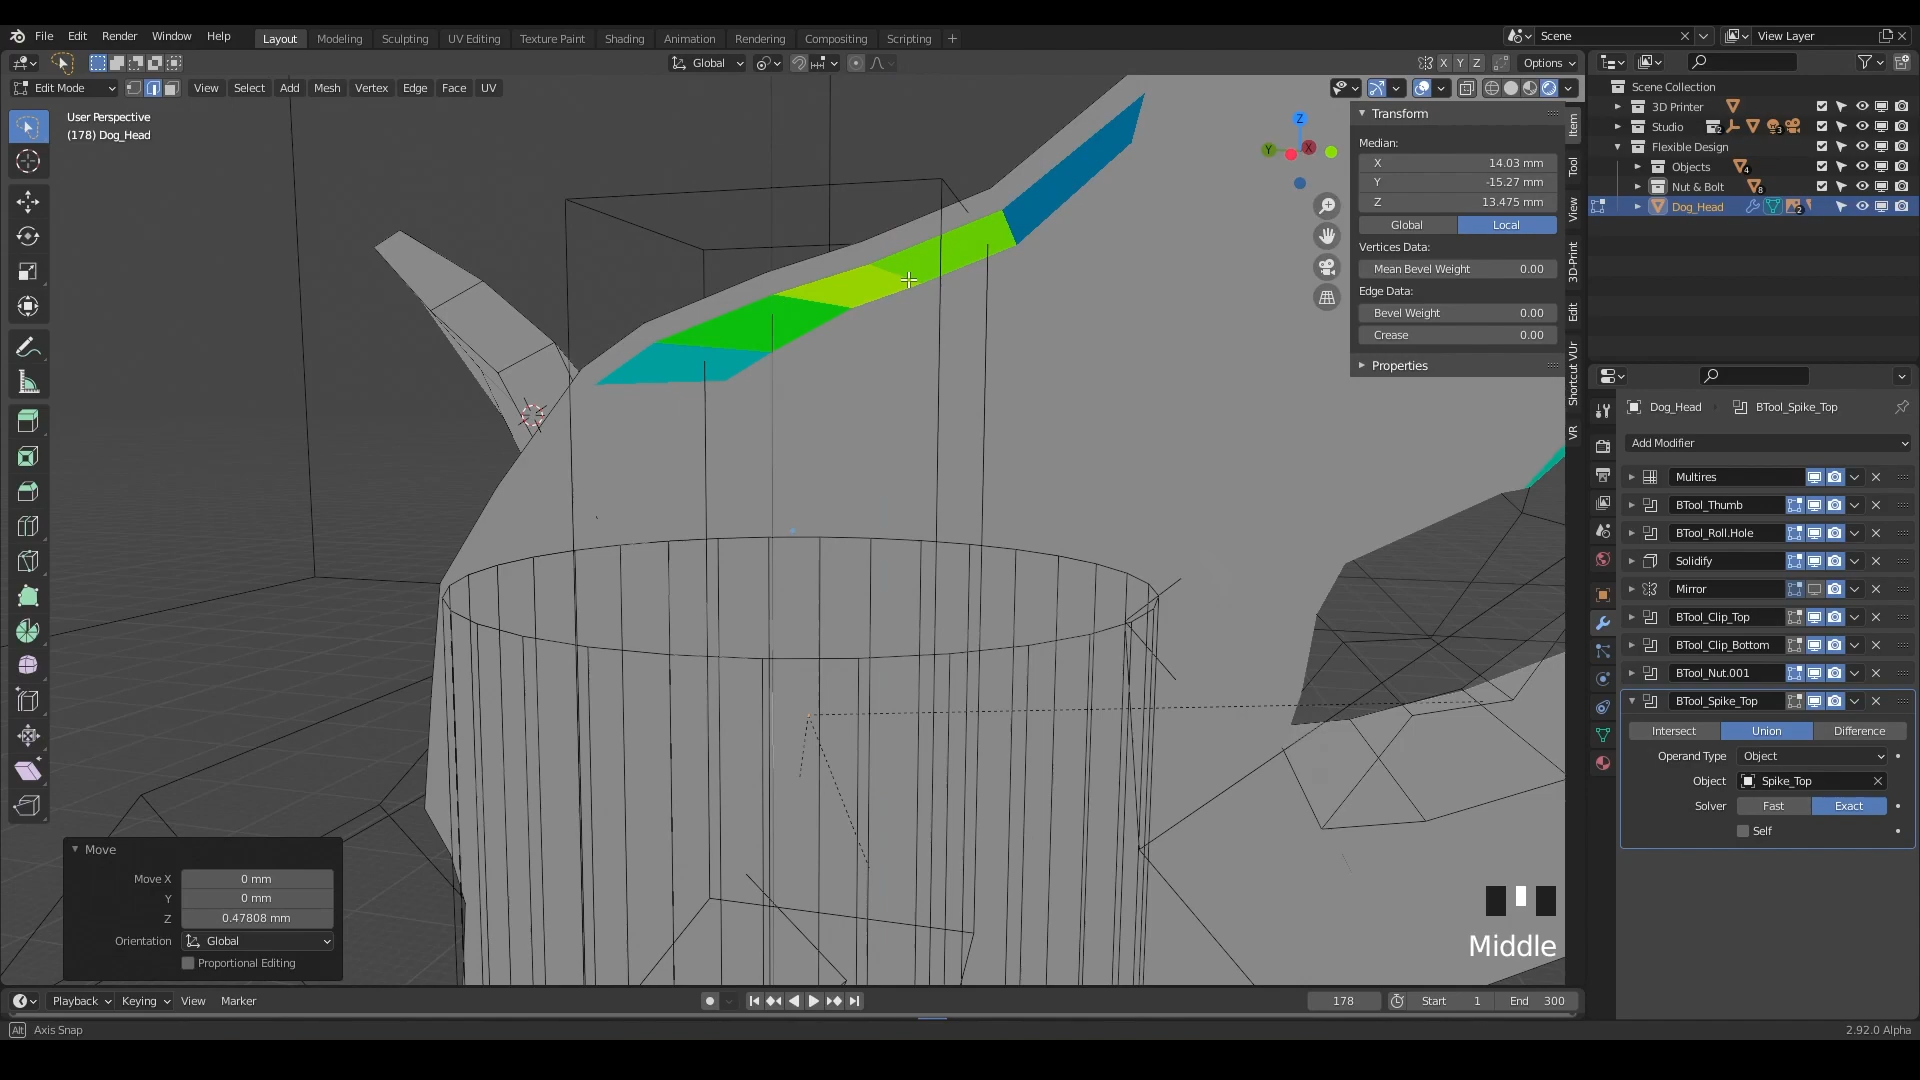 File Edit Render Window Help Layout Modeling Sculpting UV Editing Texture Paint Shading Animation Rendering Compositing Scripting + Scene View Layer
Global X Y Z Options
Edit Mode View Select Add Mesh Vertex Edge Face UV
User Perspective
(178) Dog_Head
Z
Y X
Transform
Median:
X 14.03 mm
Y -15.27 mm
Z 13.475 mm
Global Local
Vertices Data:
Mean Bevel Weight 0.00
Edge Data:
Bevel Weight 0.00
Crease 0.00
Properties
Item
Tool
View
3D-Print
Edit
Shortcut VUr
VR
Scene Collection
3D Printer
Studio 2 3
Flexible Design
Objects 4
Nut & Bolt 8
Dog_Head 2
Dog_Head BTool_Spike_Top
Add Modifier
Multires
BTool_Thumb
BTool_Roll.Hole
Solidify
Mirror
BTool_Clip_Top
BTool_Clip_Bottom
BTool_Nut.001
BTool_Spike_Top
Intersect Union Difference
Operand Type Object
Object Spike_Top
Solver Fast Exact
Self
Move
Move X 0 mm
Y 0 mm
Z 0.47808 mm
Orientation Global
Proportional Editing
Middle
Playback Keying View Marker 178 Start 1 End 300
Alt Axis Snap 2.92.0 Alpha